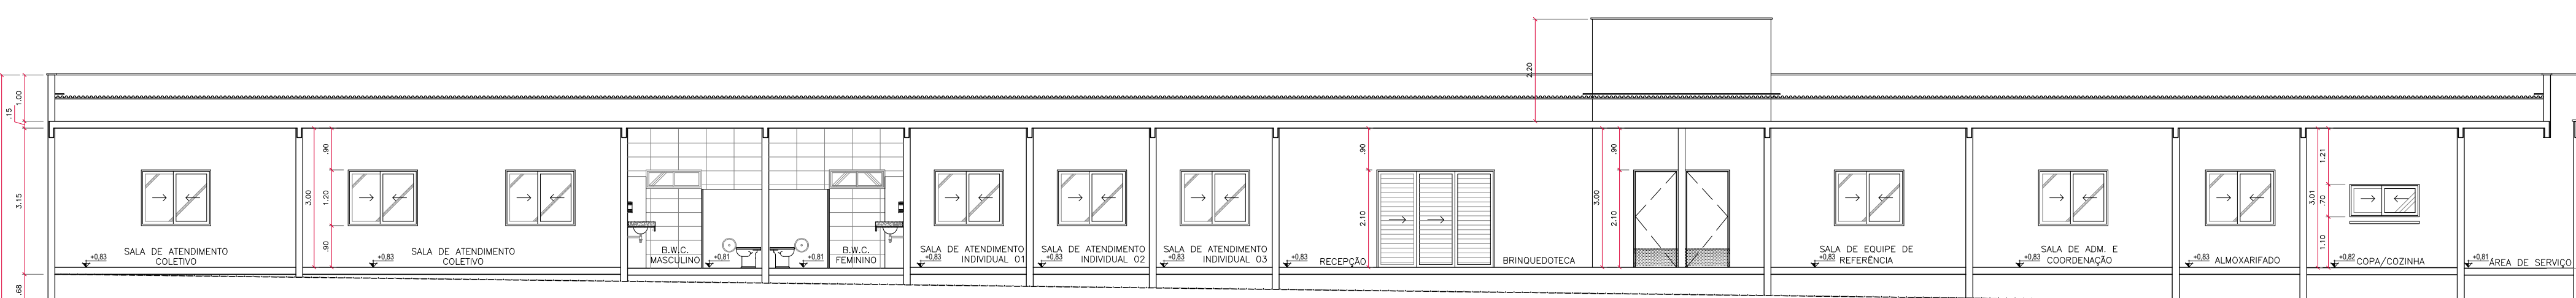 2.20
1.00
.15
3.15
.68
.90
3.00
1.20
.90
.90
3.00
2.10
.90
2.10
1.21
3.01
.70
1.10
+0.83
SALA DE ATENDIMENTO
COLETIVO
+0.83
SALA DE ATENDIMENTO
COLETIVO
B.W.C.
MASCULINO
+0.81
+0.81
B.W.C.
FEMININO
+0.83
SALA DE ATENDIMENTO
INDIVIDUAL 01
+0.83
SALA DE ATENDIMENTO
INDIVIDUAL 02
+0.83
SALA DE ATENDIMENTO
INDIVIDUAL 03
+0.83
RECEPÇÃO
BRINQUEDOTECA
+0.83
SALA DE EQUIPE DE
REFERÊNCIA
+0.83
SALA DE ADM. E
COORDENAÇÃO
+0.83
ALMOXARIFADO
+0.82
COPA/COZINHA
+0.81
ÁREA DE SERVIÇO